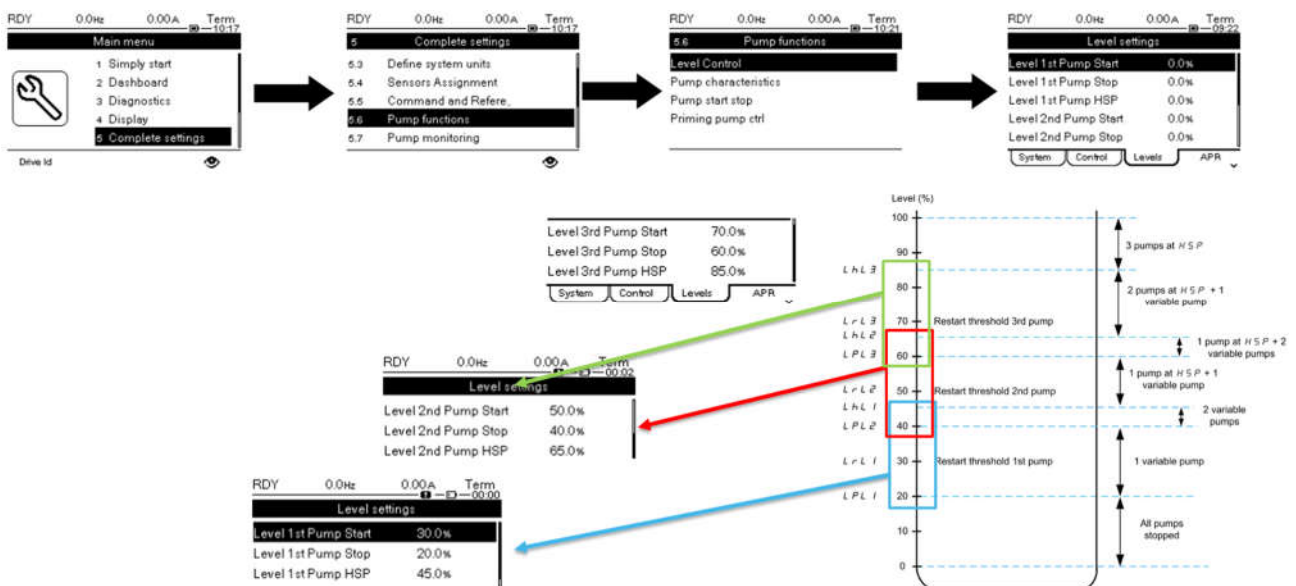 RDY 0.0Hz 0.00A Term
10:17
Main menu
1 Simply start
2 Dashboard
3 Diagnostics
4 Display
5 Complete settings
Drive Id
RDY 0.0Hz 0.00A Term
10:17
5 Complete settings
5.3 Define system units
5.4 Sensors Assignment
5.5 Command and Refere.
5.6 Pump functions
5.7 Pump monitoring
RDY 0.0Hz 0.00A Term
10:21
5.6 Pump functions
Level Control
Pump characteristics
Pump start stop
Priming pump ctrl
RDY 0.0Hz 0.00A Term
09:22
Level settings
Level 1st Pump Start 0.0%
Level 1st Pump Stop 0.0%
Level 1st Pump HSP 0.0%
Level 2nd Pump Start 0.0%
Level 2nd Pump Stop 0.0%
System Control Levels APR
Level 3rd Pump Start 70.0%
Level 3rd Pump Stop 60.0%
Level 3rd Pump HSP 85.0%
System Control Levels APR
RDY 0.0Hz 0.00A Term
00:02
Level settings
Level 2nd Pump Start 50.0%
Level 2nd Pump Stop 40.0%
Level 2nd Pump HSP 65.0%
RDY 0.0Hz 0.00A Term
00:00
Level settings
Level 1st Pump Start 30.0%
Level 1st Pump Stop 20.0%
Level 1st Pump HSP 45.0%
Level (%)
100
3 pumps at HSP
90
LhL3
80
2 pumps at HSP + 1
variable pump
LrL3 70 Restart threshold 3rd pump
LhL2
1 pump at HSP + 2
variable pumps
LPL3 60
1 pump at HSP + 1
variable pump
LrL2 50 Restart threshold 2nd pump
LhL1
2 variable
pumps
LPL2 40
LrL1 30 Restart threshold 1st pump
1 variable pump
LPL1 20
All pumps
stopped
10
0